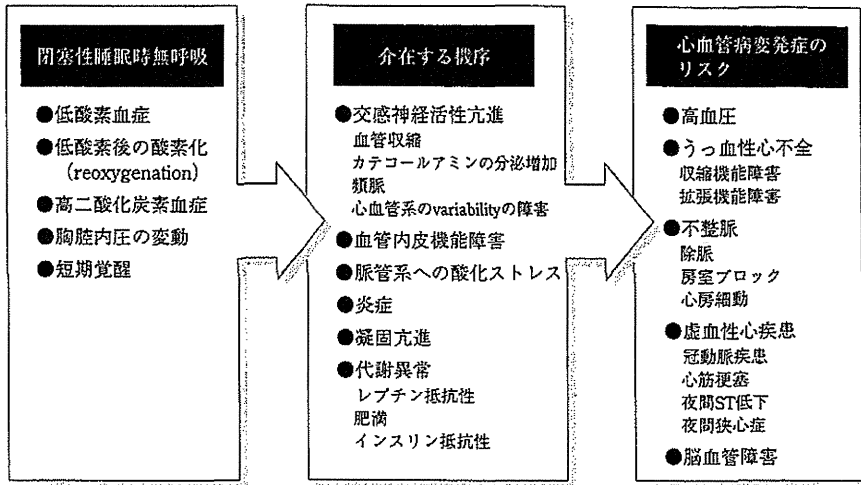 閉塞性睡眠時無呼吸
●低酸素血症
●低酸素後の酸素化
(reoxygenation)
●高二酸化炭素血症
●胸腔内圧の変動
●短期覚醒
介在する機序
●交感神経活性亢進
血管収縮
カテコールアミンの分泌増加
頻脈
心血管系のvariabilityの障害
●血管内皮機能障害
●脈管系への酸化ストレス
●炎症
●凝固亢進
●代謝異常
レプチン抵抗性
肥満
インスリン抵抗性
心血管病変発症の
リスク
●高血圧
●うっ血性心不全
収縮機能障害
拡張機能障害
●不整脈
除脈
房室ブロック
心房細動
●虚血性心疾患
冠動脈疾患
心筋梗塞
夜間ST低下
夜間狭心症
●脳血管障害